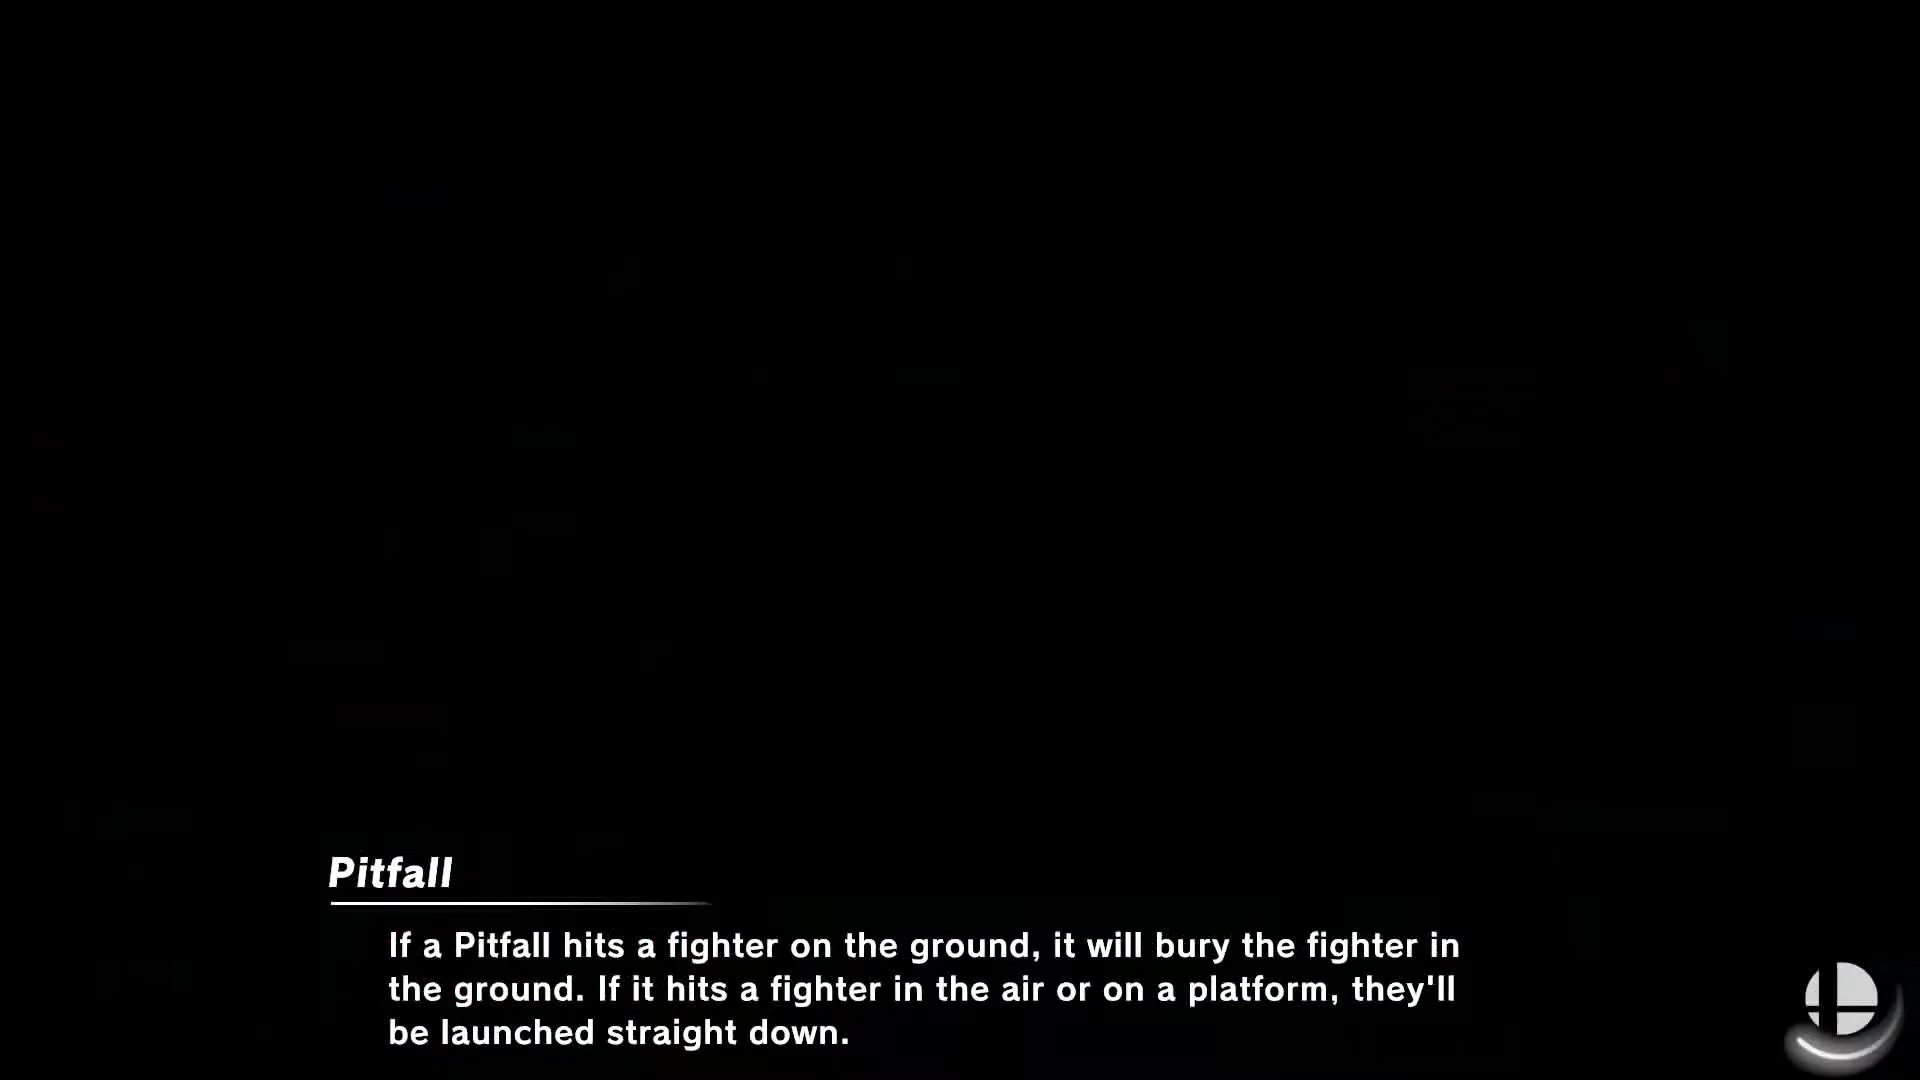 Pitfall
If a Pitfall hits a fighter on the ground, it will bury the fighter in
the ground. If it hits a fighter in the air or on a platform, they'll
be launched straight down.